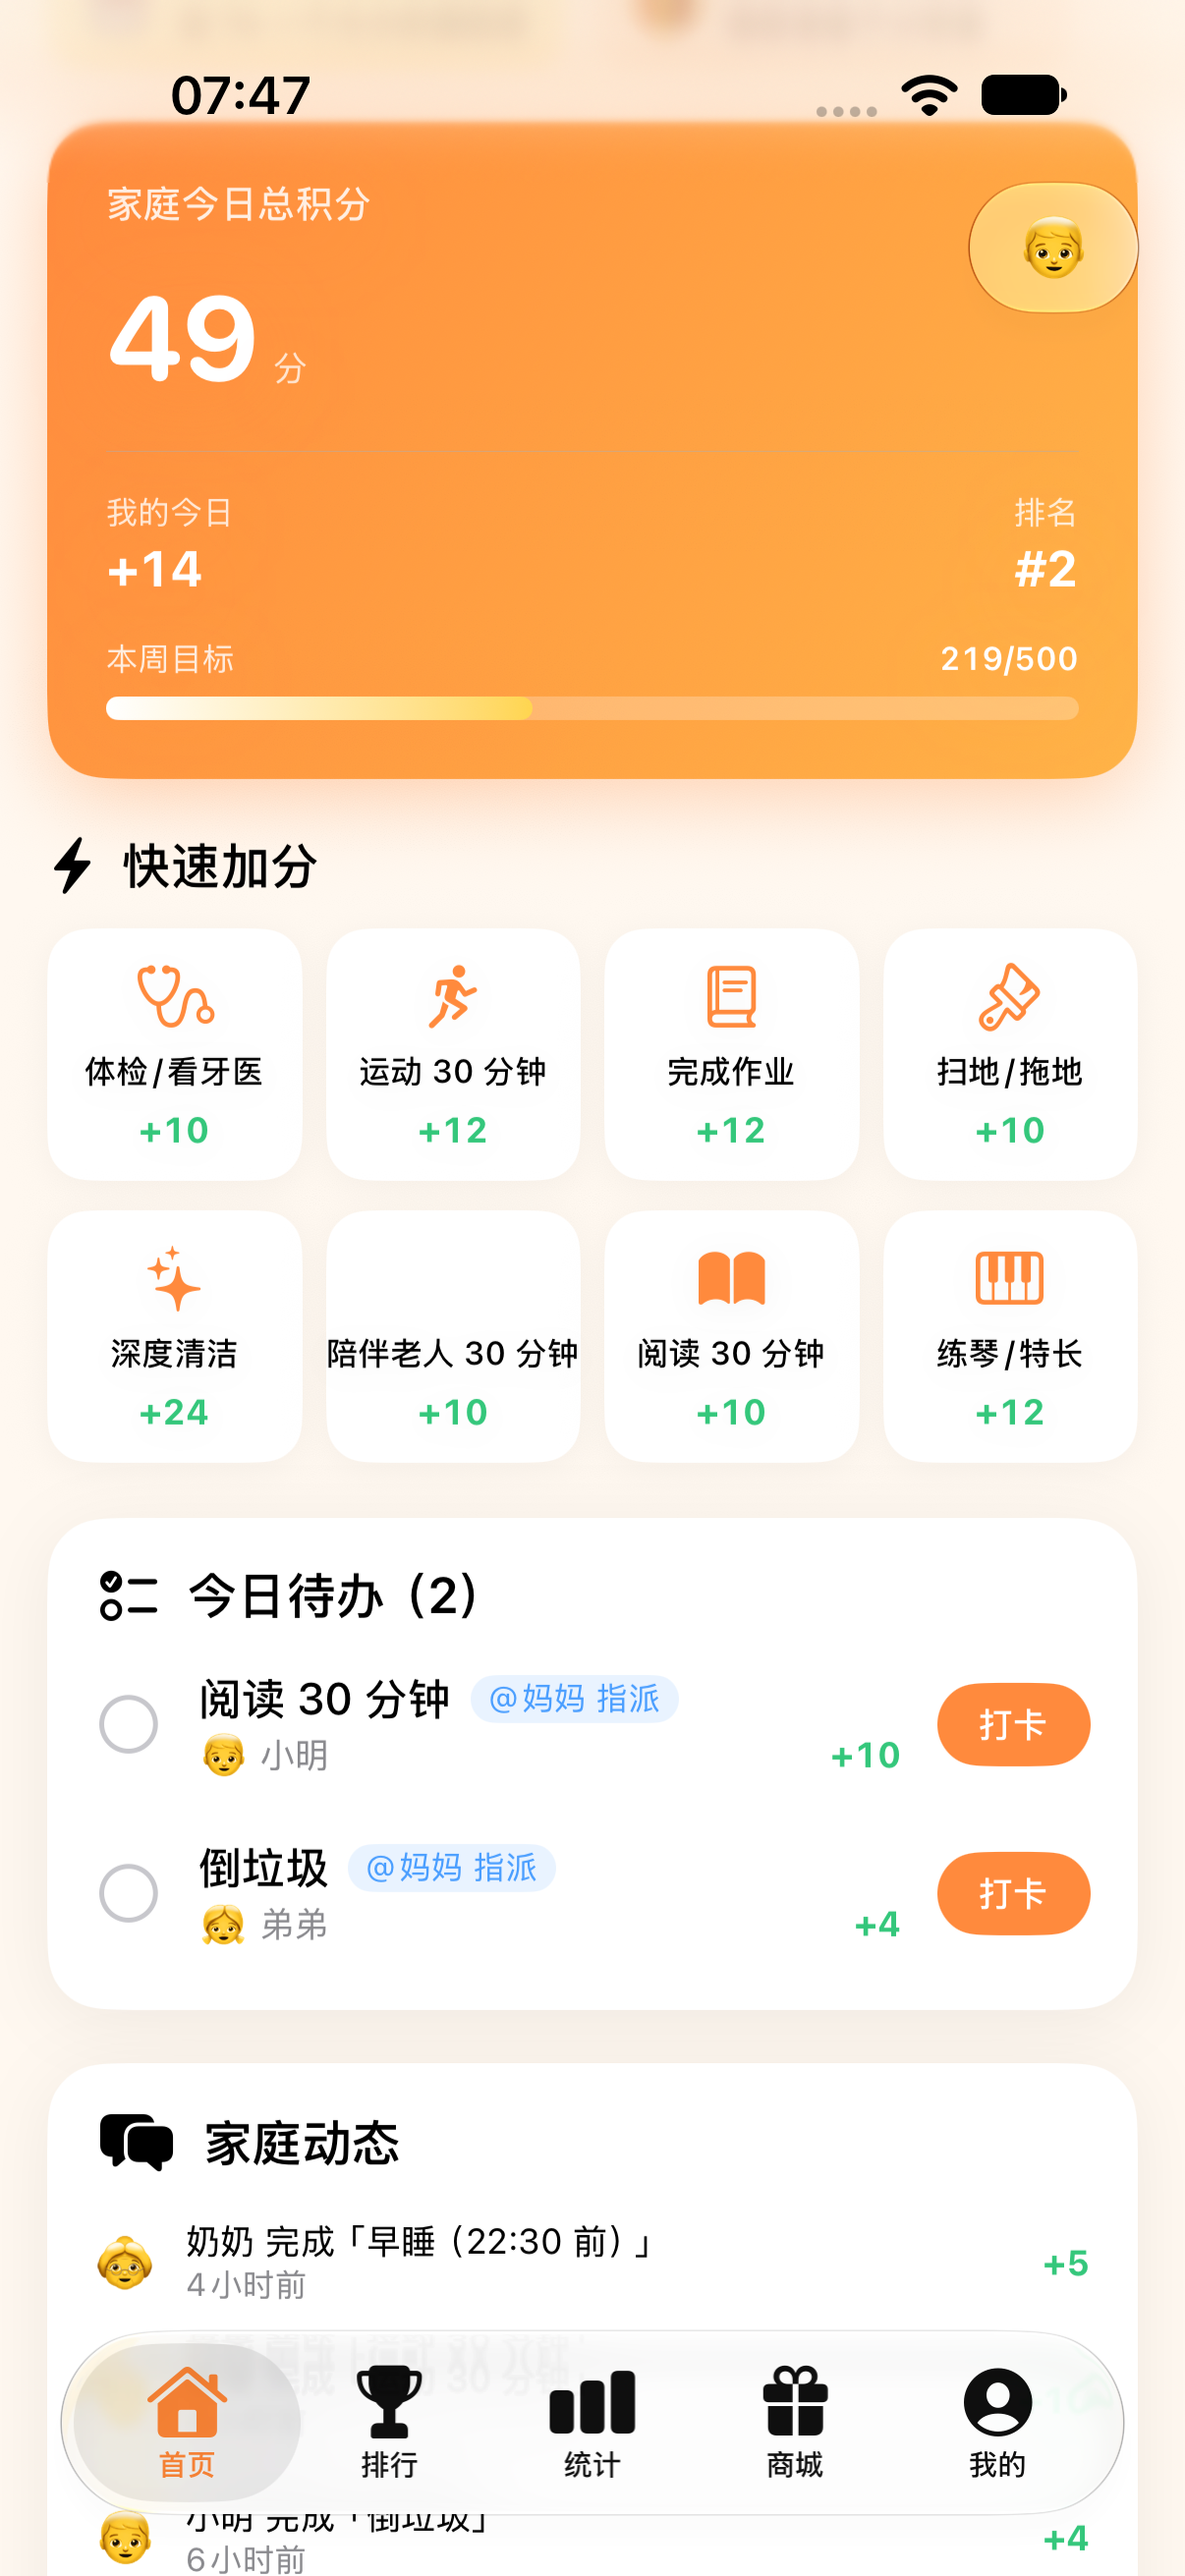 07:47
家庭今日总积分
49 分
我的今日 排名
+14 #2
本周目标 219/500
快速加分
体检/看牙医 运动 30 分钟 完成作业 扫地/拖地
+10 +12 +12 +10
深度清洁 陪伴老人 30 分钟 阅读 30 分钟 练琴/特长
+24 +10 +10 +12
今日待办（2）
阅读 30 分钟 @妈妈 指派
小明 +10 打卡
倒垃圾 @妈妈 指派
弟弟 +4 打卡
家庭动态
奶奶 完成「早睡（22:30 前）」
4小时前 +5
首页 排行 统计 商城 我的
小明 完成「倒垃圾」
6小时前 +4